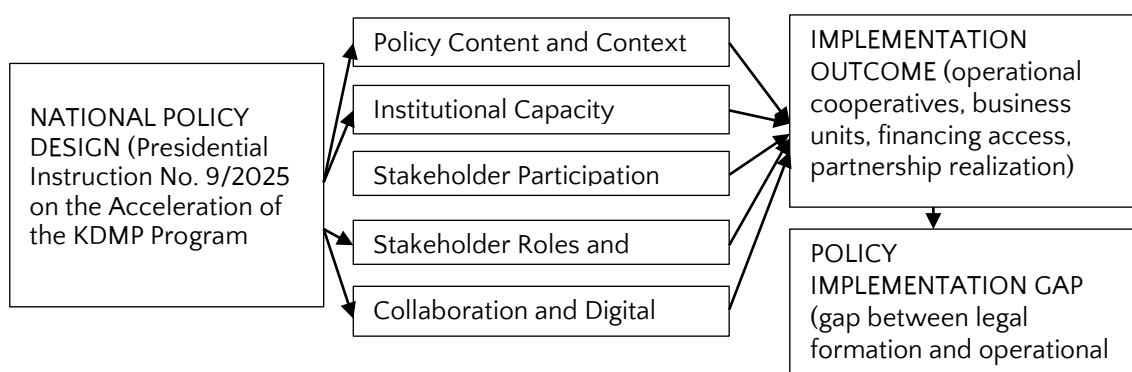 NATIONAL POLICY
DESIGN (Presidential
Instruction No. 9/2025
on the Acceleration of
the KDMP Program
Policy Content and Context
Institutional Capacity
Stakeholder Participation
Stakeholder Roles and
Collaboration and Digital
IMPLEMENTATION
OUTCOME (operational
cooperatives, business
units, financing access,
partnership realization)
POLICY
IMPLEMENTATION GAP
(gap between legal
formation and operational